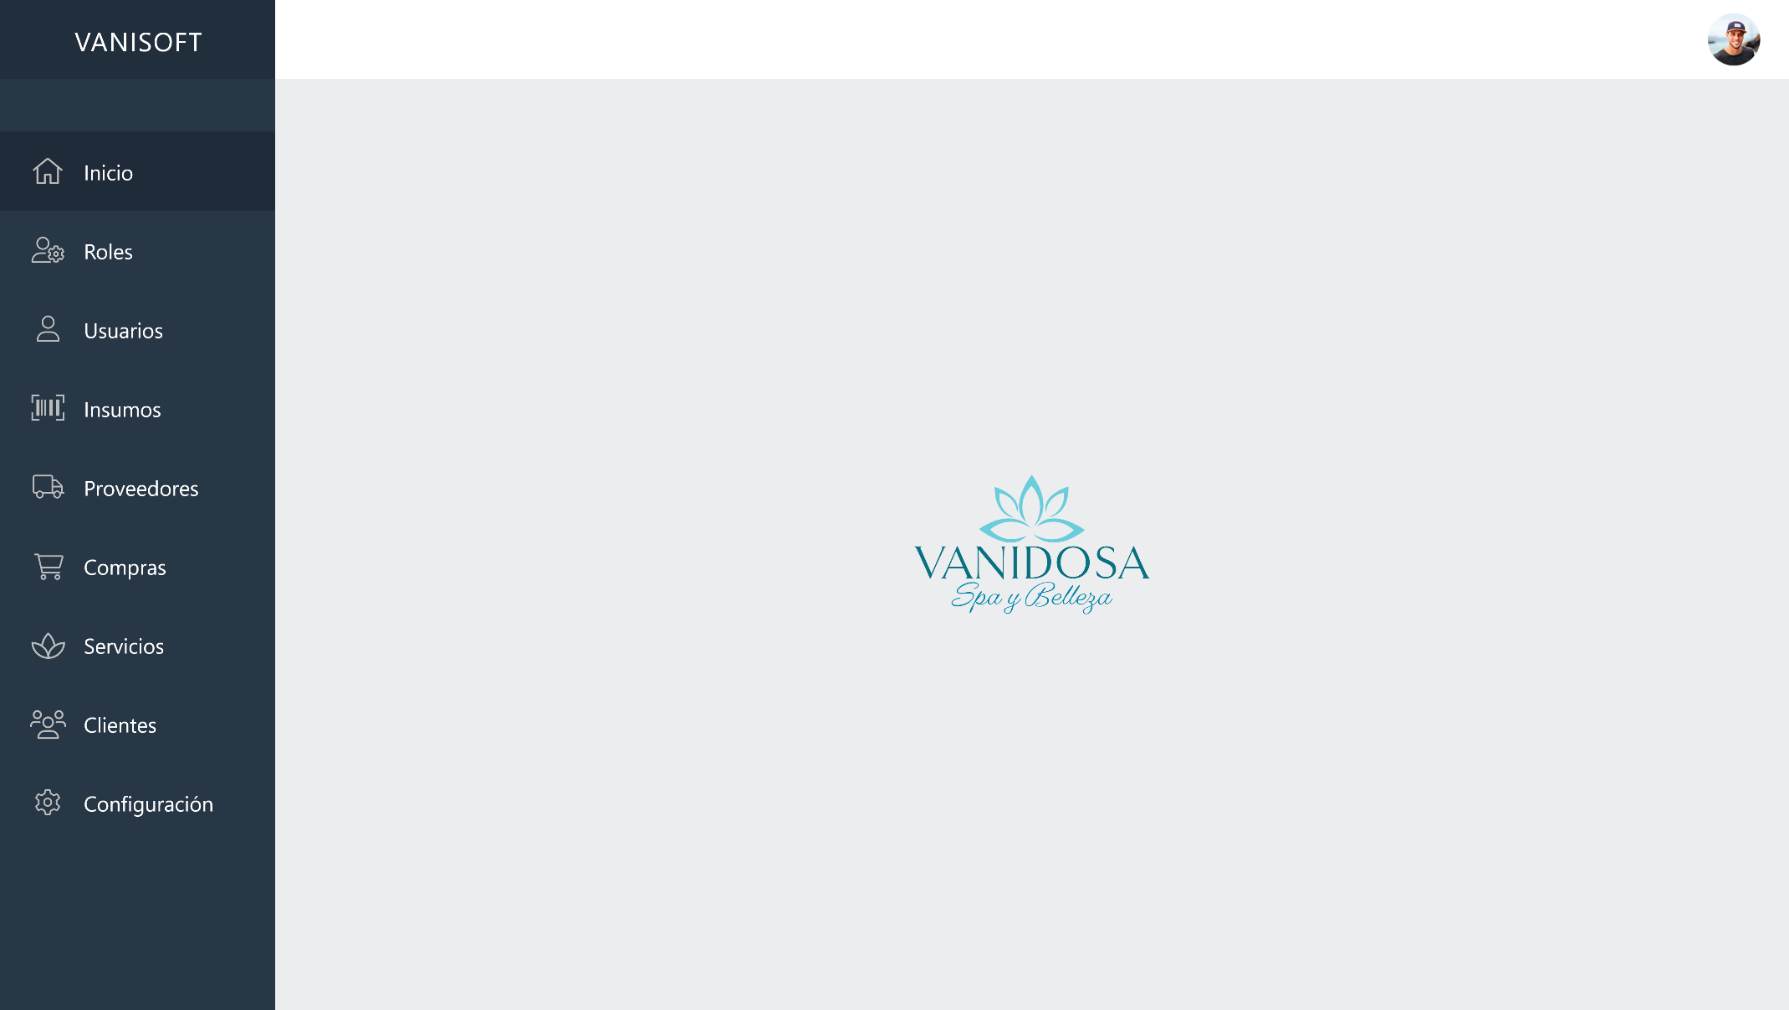 VANISOFT
Inicio
Roles
Usuarios
Insumos
Proveedores
Compras
Servicios
Clientes
Configuración
VANIDOSA
Spa y Belleza